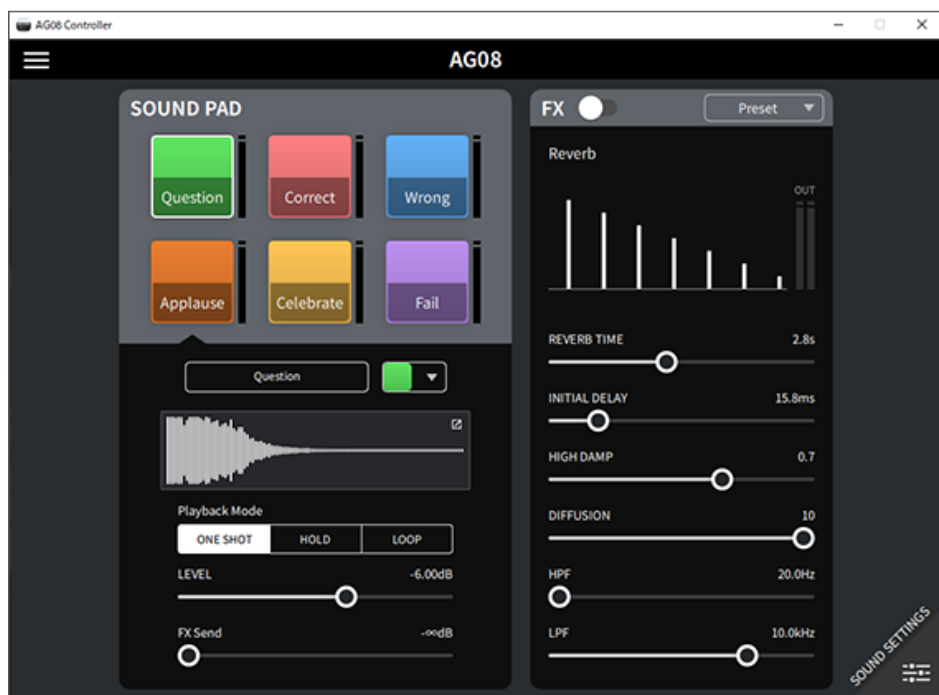 AG08 Controller
AG08
SOUND PAD
Question
Correct
Wrong
Applause
Celebrate
Fail
Question
Playback Mode
ONE SHOT
HOLD
LOOP
LEVEL
-6.00dB
FX Send
-∞dB
FX
Preset
Reverb
OUT
REVERB TIME
2.8s
INITIAL DELAY
15.8ms
HIGH DAMP
0.7
DIFFUSION
10
HPF
20.0Hz
LPF
10.0kHz
SOUND SETTINGS